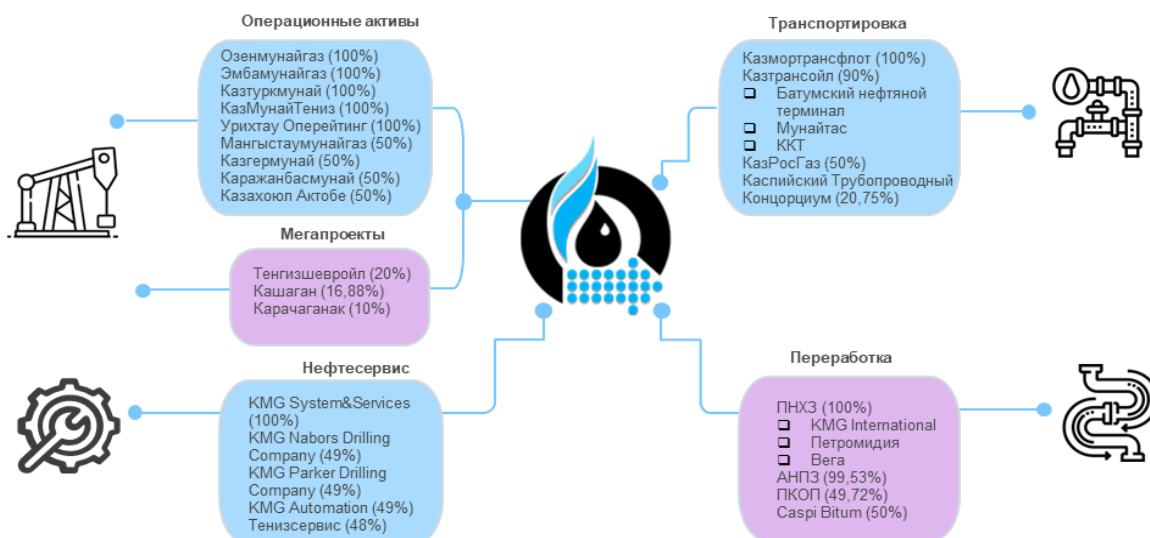 Операционные активы
Озенмунайгаз (100%)
Эмбамунайгаз (100%)
Казтуркмунай (100%)
КазМунайТениз (100%)
Урихтау Оперейтинг (100%)
Мангыстаумунайгаз (50%)
Казгермунай (50%)
Каражанбасмунай (50%)
Казахоюл Актобе (50%)
Мегапроекты
Тенгизшевройл (20%)
Кашаган (16,88%)
Карачаганак (10%)
Нефтесервис
KMG System&Services
(100%)
KMG Nabors Drilling
Company (49%)
KMG Parker Drilling
Company (49%)
KMG Automation (49%)
Тенизсервис (48%)
Транспортировка
Казмортрансфлот (100%)
Казтрансойл (90%)
Батумский нефтяной
терминал
Мунайтас
ККТ
КазРосГаз (50%)
Каспийский Трубопроводный
Концорциум (20,75%)
Переработка
ПНХЗ (100%)
KMG International
Петромидия
Вега
АНПЗ (99,53%)
ПКОП (49,72%)
Caspi Bitum (50%)